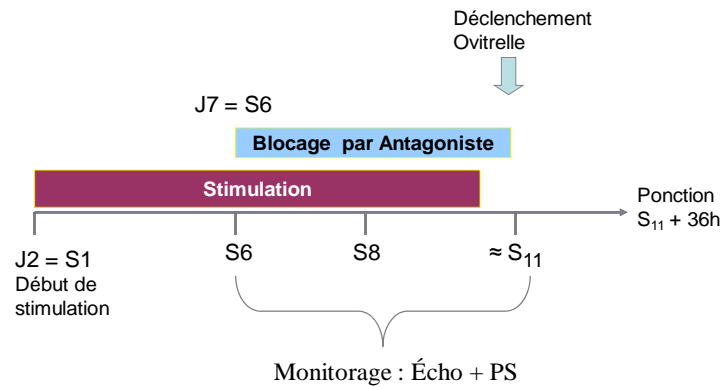 Déclenchement
Ovitrelle
J7 = S6
Blocage par Antagoniste
Stimulation
Ponction
S₁₁ + 36h
J2 = S1
Début de
stimulation
S6
S8
≈ S₁₁
Monitorage : Écho + PS